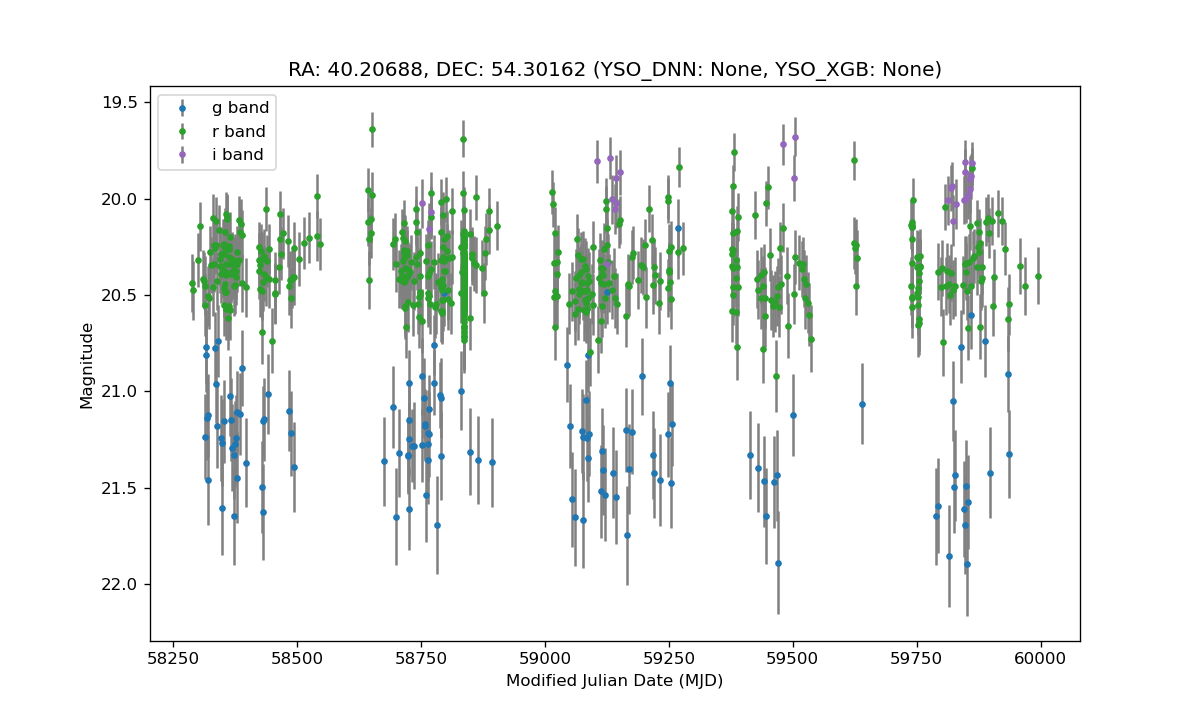 RA: 40.20688, DEC: 54.30162 (YSO_DNN: None, YSO_XGB: None)
g band
r band
i band
19.5
20.0
20.5
21.0
21.5
22.0
Magnitude
58250 58500 58750 59000 59250 59500 59750 60000
Modified Julian Date (MJD)